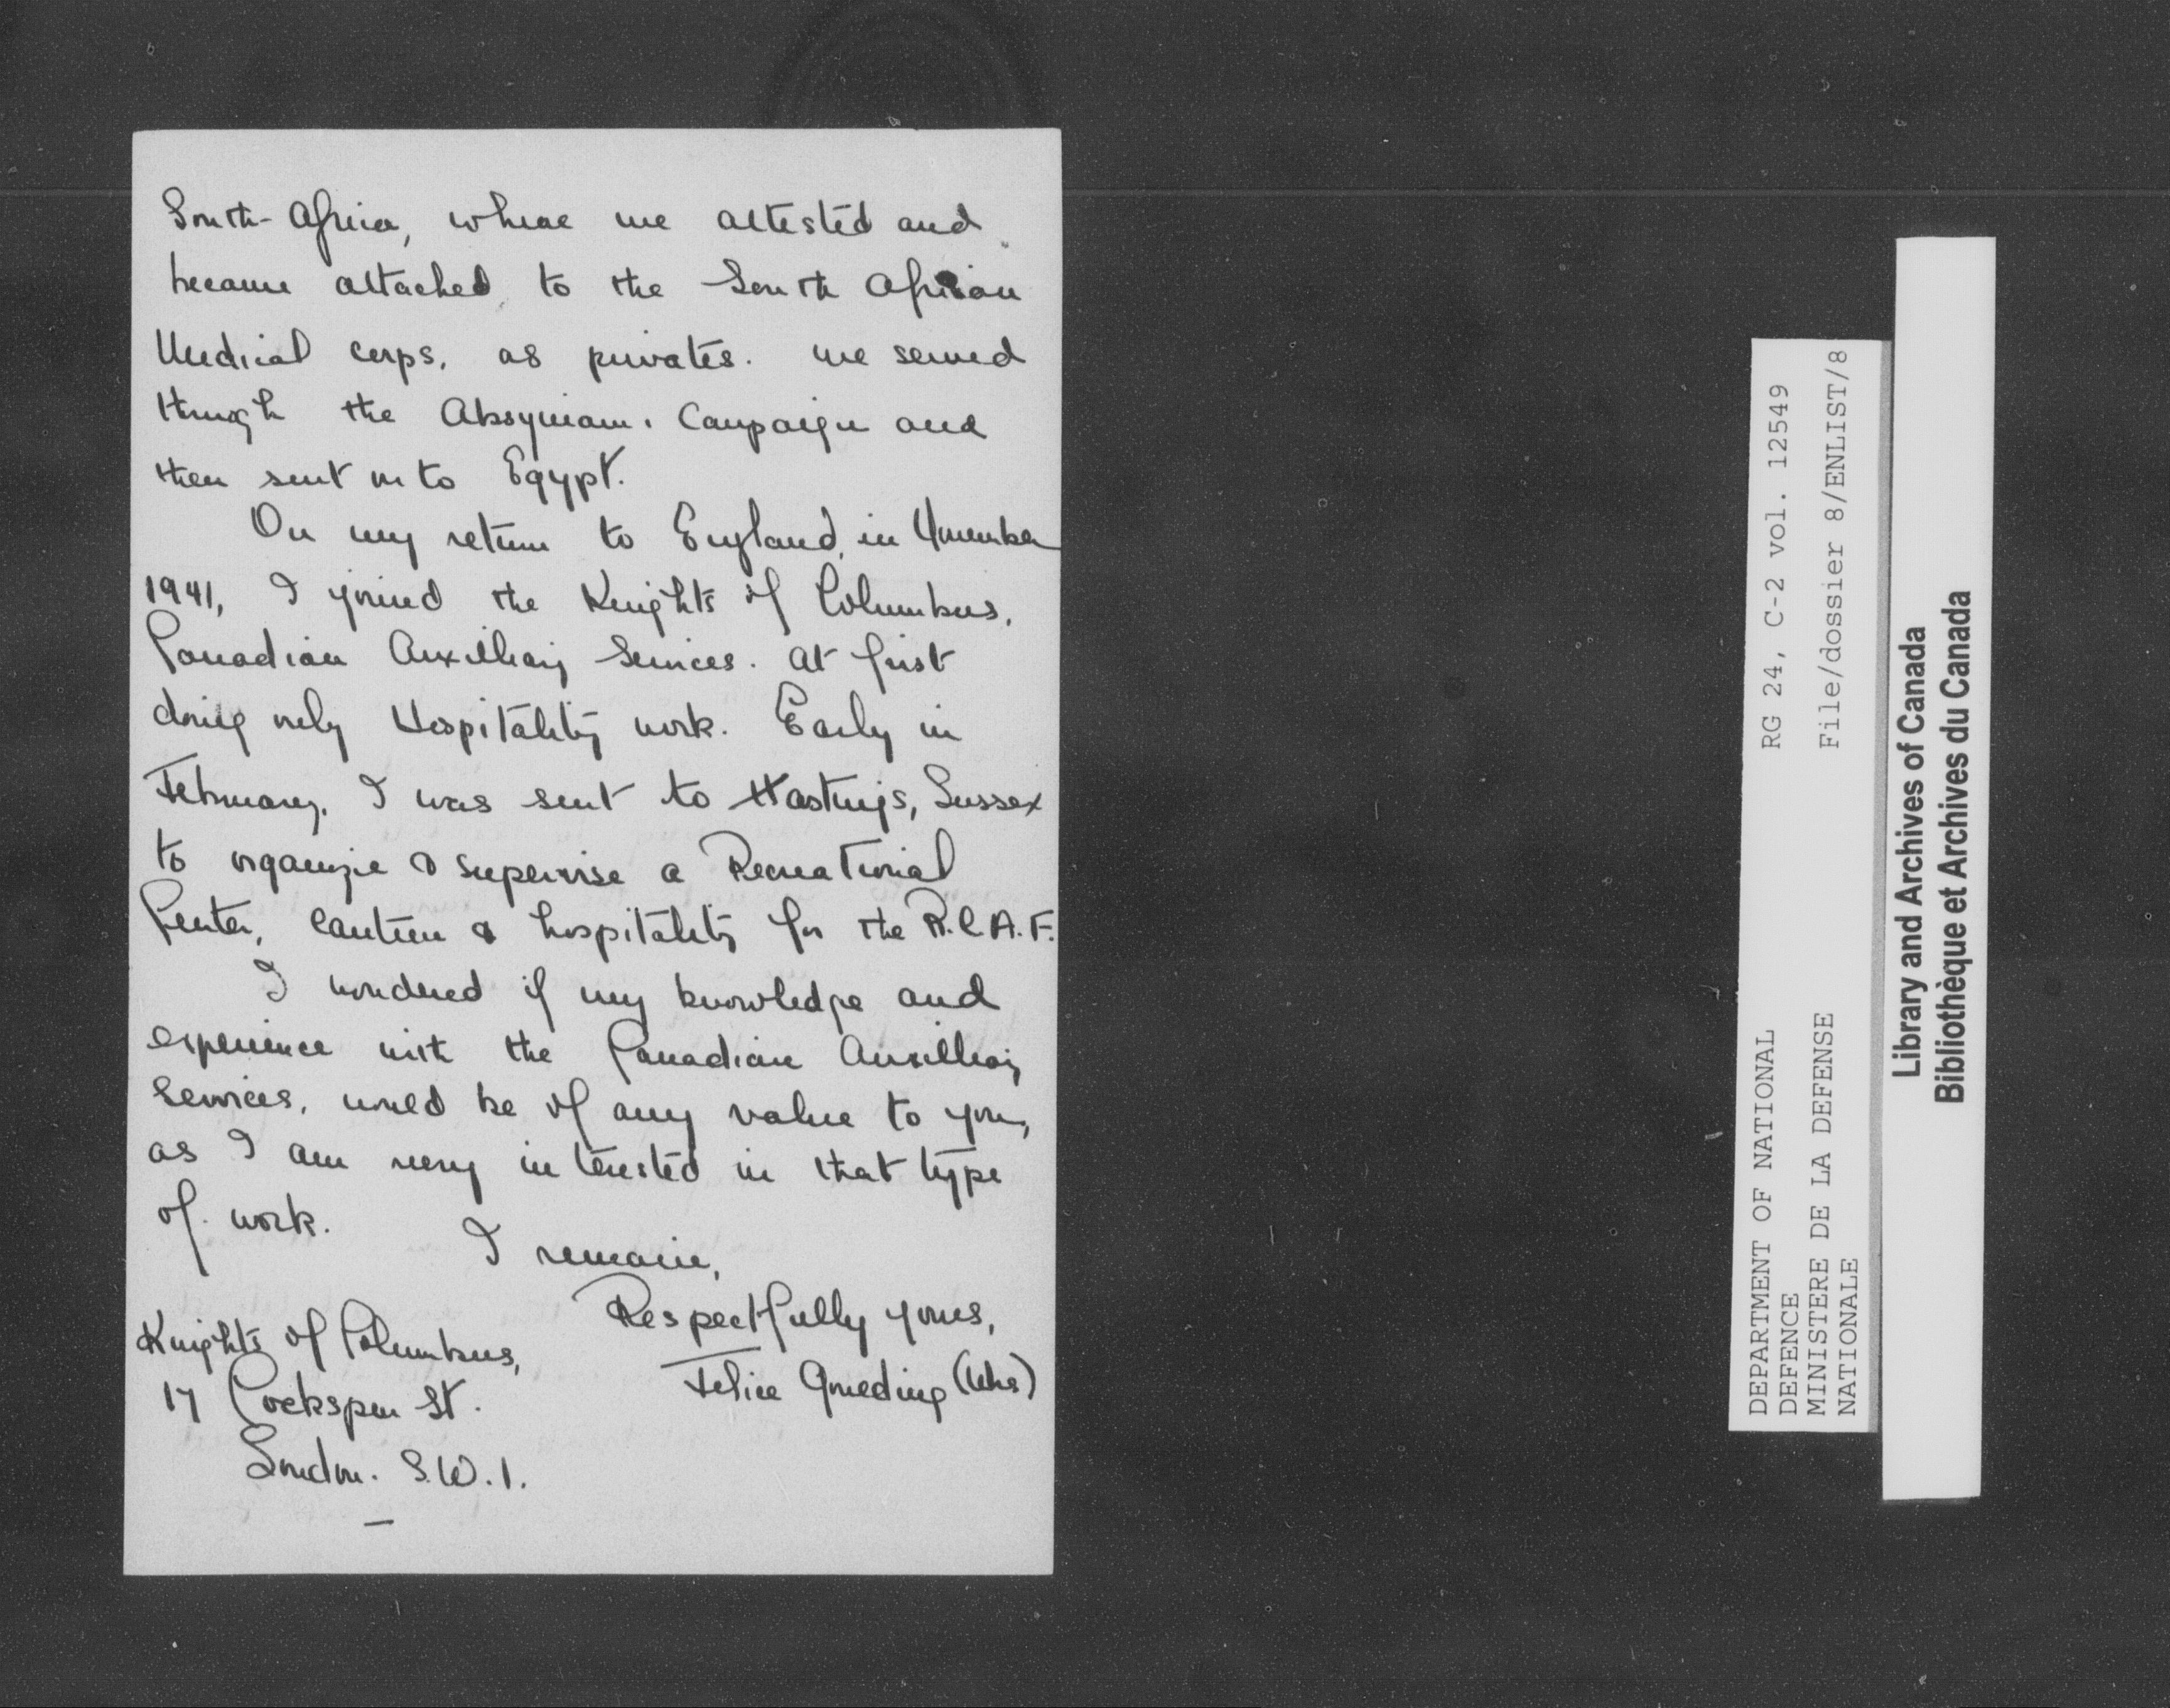 South-Africa, where we attested and
became attached to the South African
Medical corps, as privates. We served
through the Absynian. Campaign and
then sent on to Egypt.
On my return to England, in November
1941, I joined the Knights of Columbus,
Canadian Auxilliary Services. At first
doing only Hospitality work. Early in
February, I was sent to Hastings, Sussex
to organize & supervise a Recreational
Center, Canteen & hospitality for the R.C.A.F.
I wondered if my knowledge and
experience with the Canadian Auxilliary
Services, would be of any value to you,
as I am very interested in that type
of work.
I remain,
Respectfully yours,
Felice (Mrs)
Knights of Columbus,
17 Cockspur St.
London. S.W.1.
DEPARTMENT OF NATIONAL
DEFENCE
MINISTERE DE LA DEFENSE
NATIONALE
RG 24, C-2 vol. 12549
File/dossier 8/ENLIST/8
Library and Archives of Canada
Bibliothèque et Archives du Canada